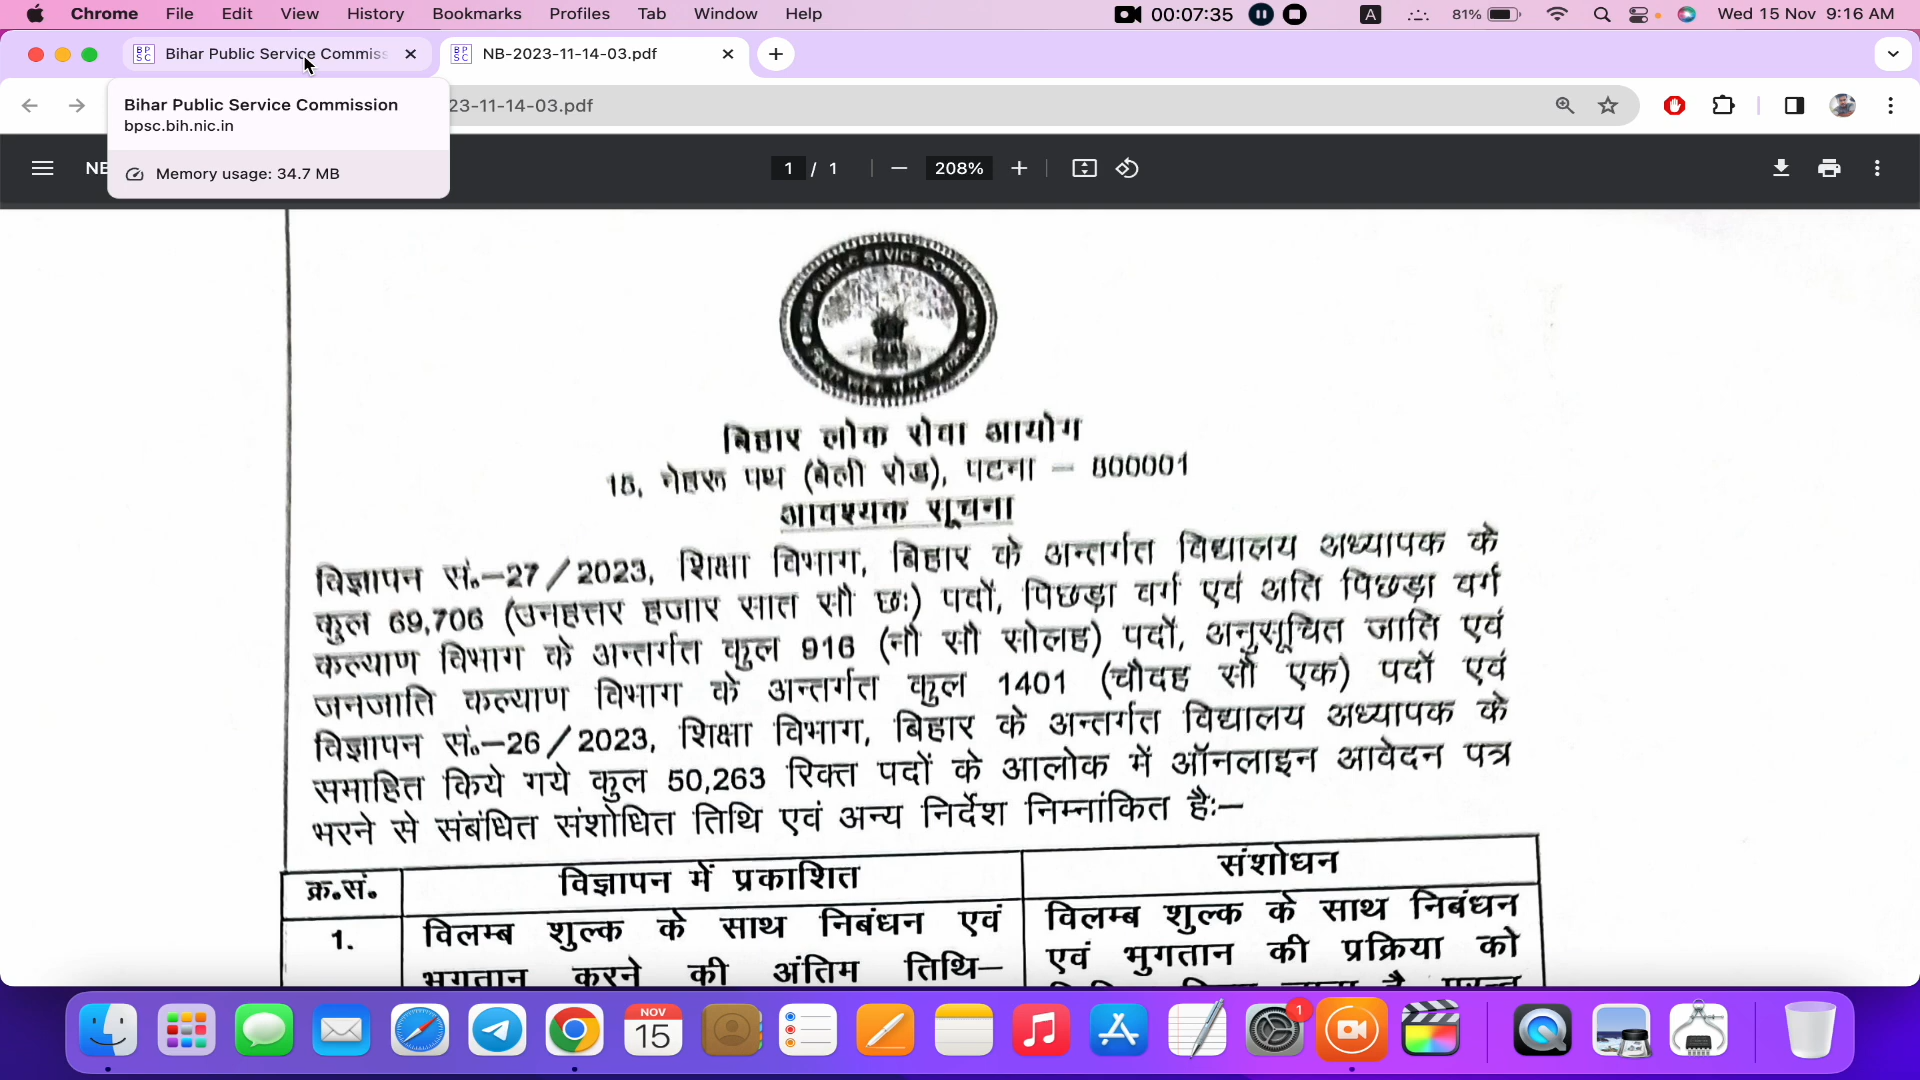 Chrome File Edit View History Bookmarks Profiles Tab Window Help 00:07:35 A 81% Wed 15 Nov 9:16 AM
BPSC Bihar Public Service Commiss BPSC NB-2023-11-14-03.pdf
Bihar Public Service Commission
23-11-14-03.pdf
bpsc.bih.nic.in
NB 1 / 1 208%
Memory usage: 34.7 MB
बिहार लोक सेवा आयोग
15, नेहरू पथ (बेली रोड), पटना – 800001
आवश्यक सूचना
विज्ञापन सं.–27/2023, शिक्षा विभाग, बिहार के अन्तर्गत विद्यालय अध्यापक के
कुल 69,706 (उनहत्तर हजार सात सौ छः) पदों, पिछड़ा वर्ग एवं अति पिछड़ा वर्ग
कल्याण विभाग के अन्तर्गत कुल 916 (नौ सौ सोलह) पदों, अनुसूचित जाति एवं
जनजाति कल्याण विभाग के अन्तर्गत कुल 1401 (चौदह सौ एक) पदों एवं
विज्ञापन सं.–26/2023, शिक्षा विभाग, बिहार के अन्तर्गत विद्यालय अध्यापक के
समाहित किये गये कुल 50,263 रिक्त पदों के आलोक में ऑनलाइन आवेदन पत्र
भरने से संबंधित संशोधित तिथि एवं अन्य निर्देश निम्नांकित है:–
क्र.सं. विज्ञापन में प्रकाशित संशोधन
1. विलम्ब शुल्क के साथ निबंधन एवं विलम्ब शुल्क के साथ निबंधन
भुगतान करने की अंतिम तिथि– एवं भुगतान की प्रक्रिया को
NOV
15
1